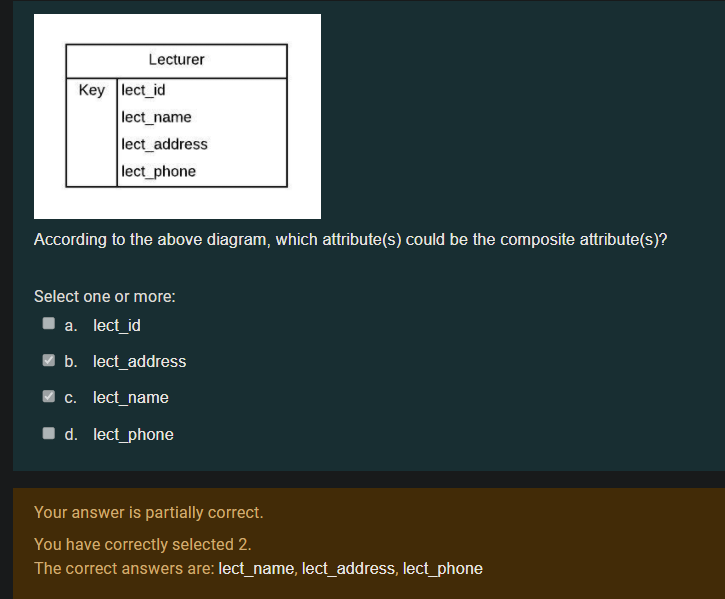 Lecturer
Key lect_id
lect_name
lect_address
lect_phone
According to the above diagram, which attribute(s) could be the composite attribute(s)?
Select one or more:
a. lect_id
b. lect_address
c. lect_name
d. lect_phone
Your answer is partially correct.
You have correctly selected 2.
The correct answers are: lect_name, lect_address, lect_phone